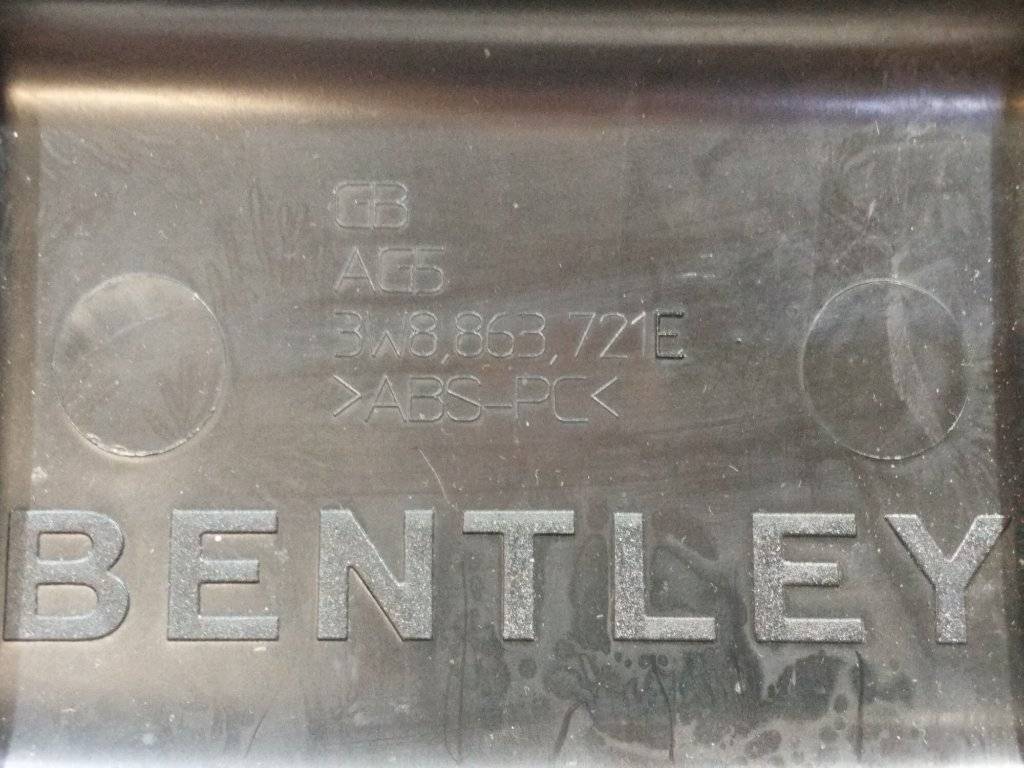 GB
AG5
3W8,863,721E
>ABS-PC<
BENTLEY